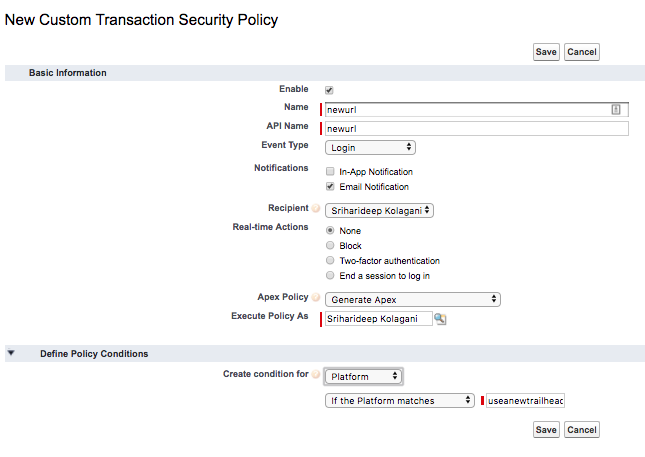 New Custom Transaction Security Policy
Save Cancel
Basic Information
Enable
Name newurl
API Name newurl
Event Type Login
Notifications In-App Notification
Email Notification
Recipient Sriharideep Kolagani
Real-time Actions None
Block
Two-factor authentication
End a session to log in
Apex Policy Generate Apex
Execute Policy As Sriharideep Kolagani
Define Policy Conditions
Create condition for Platform
If the Platform matches useanewtrailhead
Save Cancel